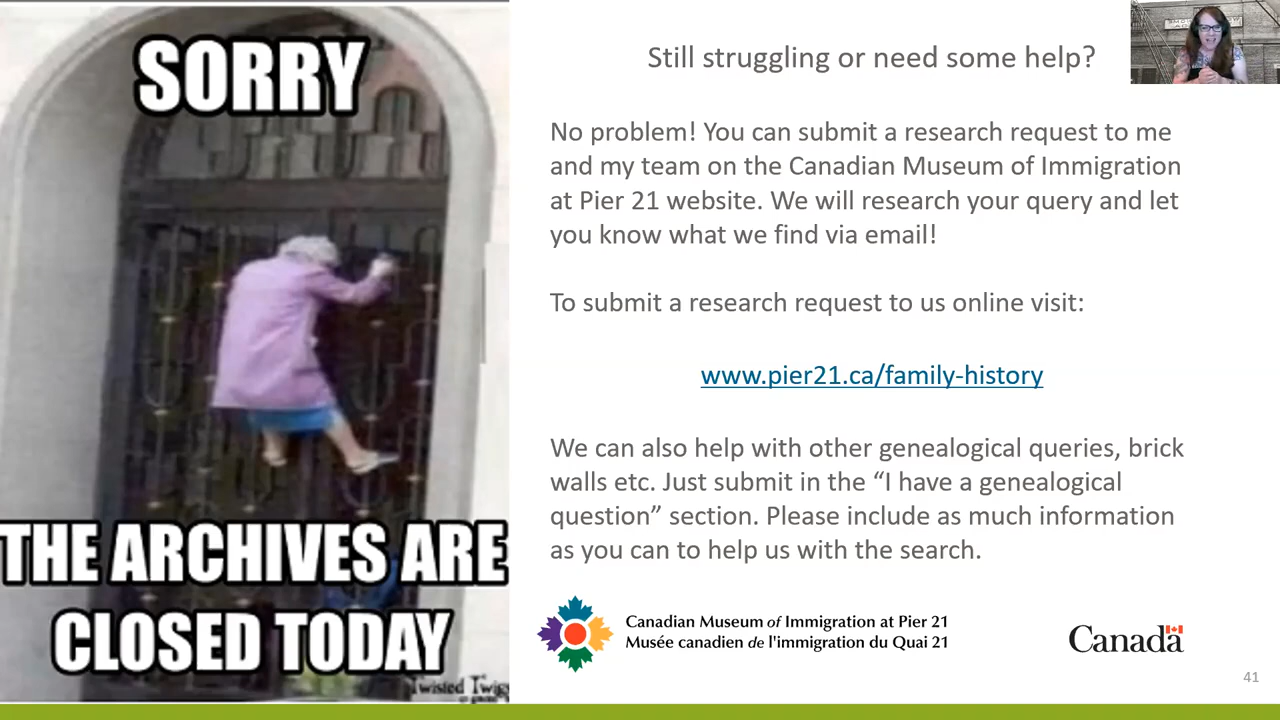 SORRY
THE ARCHIVES ARE
CLOSED TODAY
Twisted Twigs
Still struggling or need some help?
No problem! You can submit a research request to me
and my team on the Canadian Museum of Immigration
at Pier 21 website. We will research your query and let
you know what we find via email!
To submit a research request to us online visit:
www.pier21.ca/family-history
We can also help with other genealogical queries, brick
walls etc. Just submit in the “I have a genealogical
question” section. Please include as much information
as you can to help us with the search.
Canadian Museum of Immigration at Pier 21
Musée canadien de l'immigration du Quai 21
Canada
41